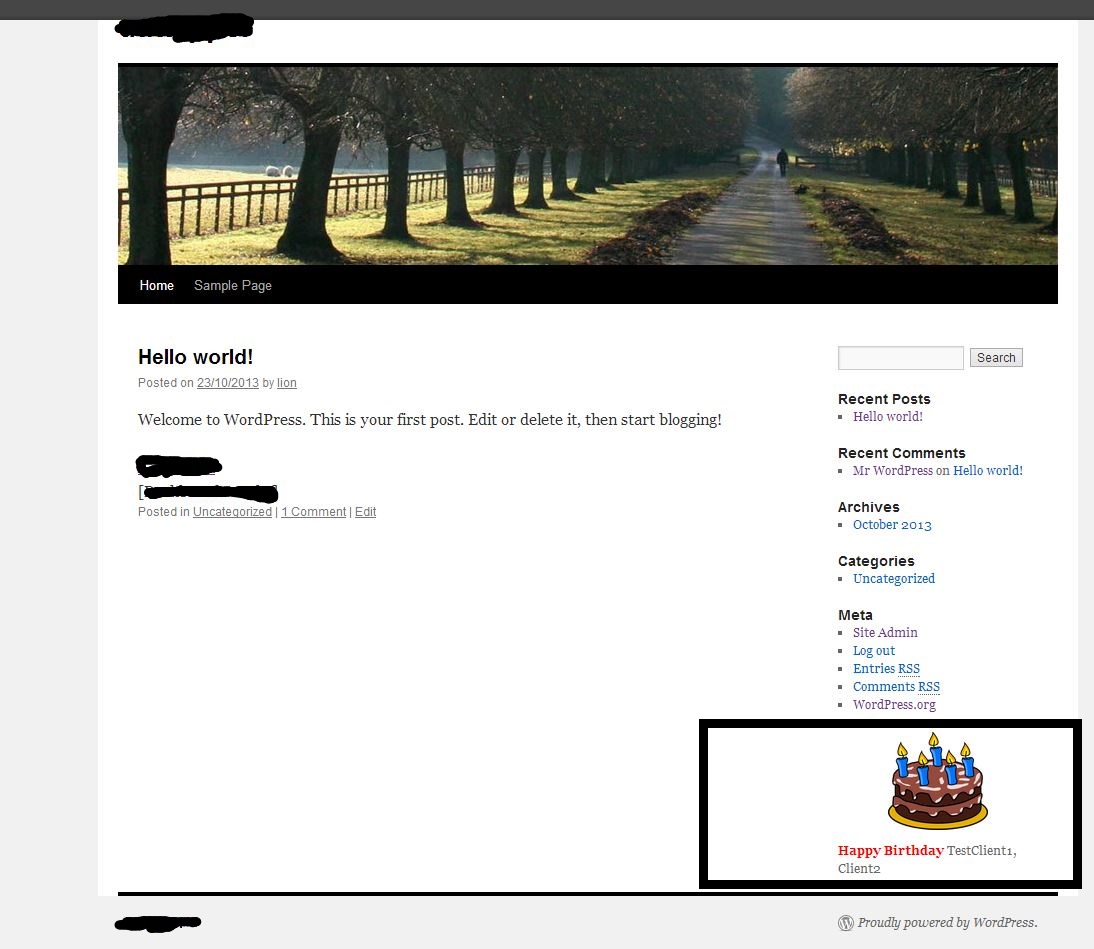 Home Sample Page
Hello world!
Posted on 23/10/2013 by lion
Welcome to WordPress. This is your first post. Edit or delete it, then start blogging!
[
Posted in Uncategorized | 1 Comment | Edit
Search
Recent Posts
Hello world!
Recent Comments
Mr WordPress on Hello world!
Archives
October 2013
Categories
Uncategorized
Meta
Site Admin
Log out
Entries RSS
Comments RSS
WordPress.org
Happy Birthday TestClient1,
Client2
Proudly powered by WordPress.